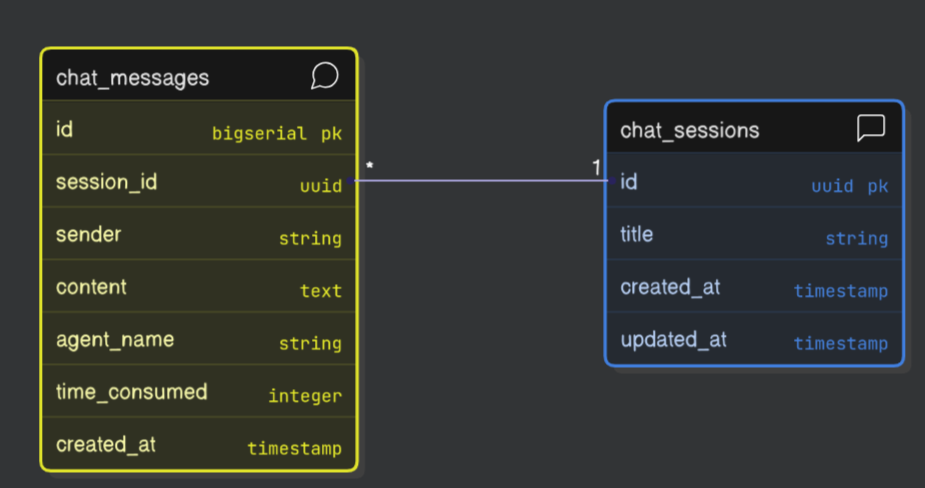 chat_messages
id bigserial pk
session_id uuid
sender string
content text
agent_name string
time_consumed integer
created_at timestamp
* 1
chat_sessions
id uuid pk
title string
created_at timestamp
updated_at timestamp